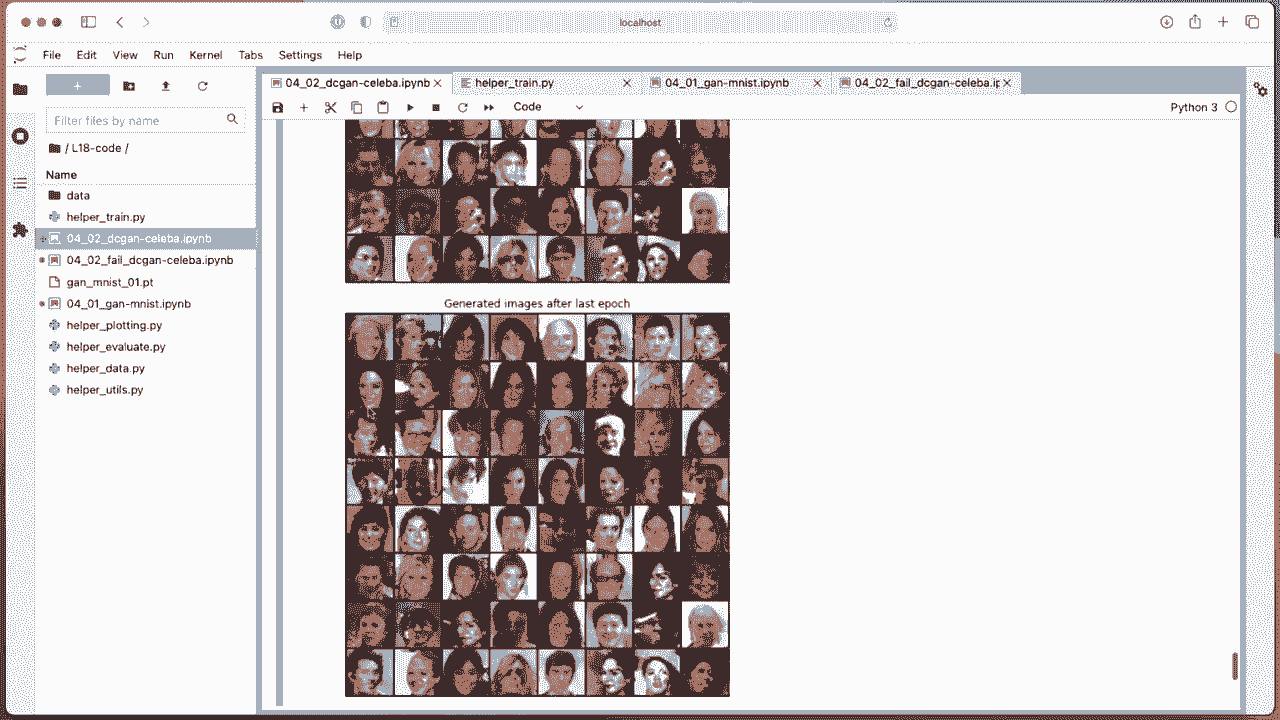 localhost
File Edit View Run Kernel Tabs Settings Help
04_02_dcgan-celeba.ipynb helper_train.py 04_01_gan-mnist.ipynb 04_02_fail_dcgan-celeba.ip
Code
Python 3
Filter files by name
/ L18-code /
Name
data
helper_train.py
04_02_dcgan-celeba.ipynb
04_02_fail_dcgan-celeba.ipynb
gan_mnist_01.pt
04_01_gan-mnist.ipynb
helper_plotting.py
helper_evaluate.py
helper_data.py
helper_utils.py
Generated images after last epoch